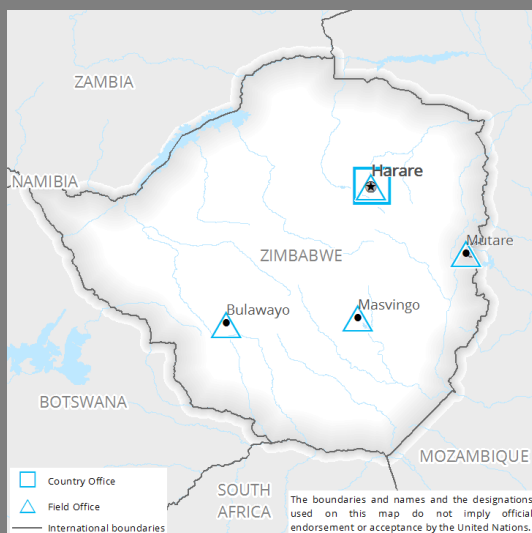 ZAMBIA
Harare
NAMIBIA
Mutare
ZIMBABWE
Bulawayo
Masvingo
BOTSWANA
MOZAMBIQUE
SOUTH
AFRICA
Country Office
Field Office
International boundaries
The boundaries and names and the designations
used on this map do not imply official
endorsement or acceptance by the United Nations.